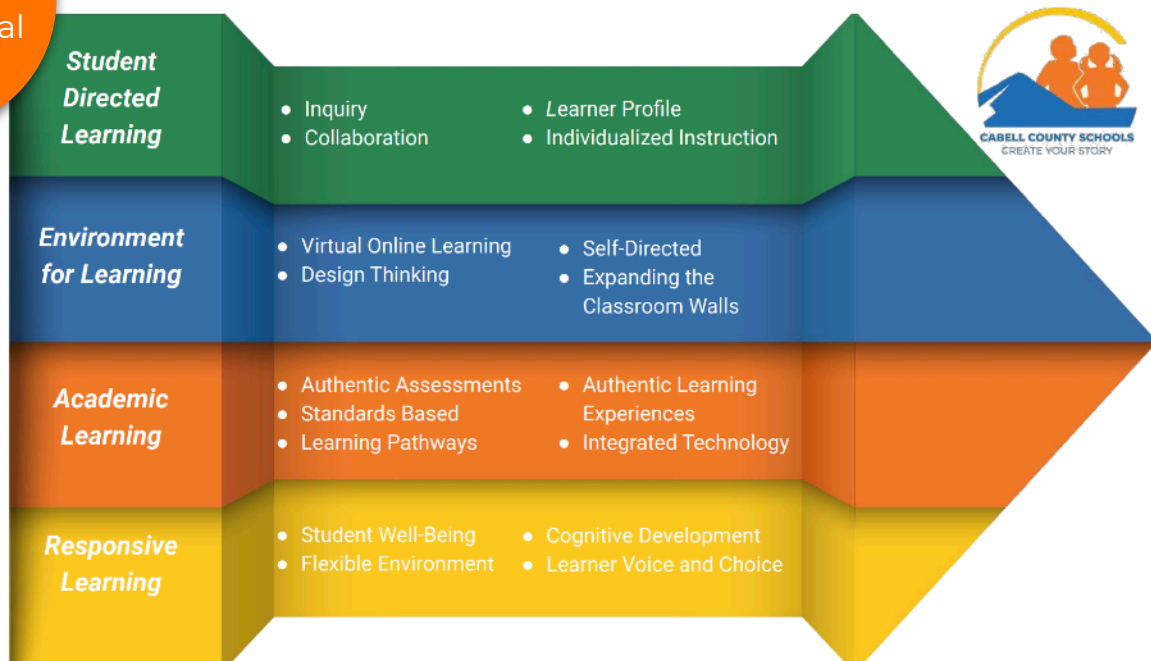 al
Student
Directed
Learning
● Inquiry
● Collaboration
● Learner Profile
● Individualized Instruction
CABELL COUNTY SCHOOLS
CREATE YOUR STORY
Environment
for Learning
● Virtual Online Learning
● Design Thinking
● Self-Directed
● Expanding the
Classroom Walls
Academic
Learning
● Authentic Assessments
● Standards Based
● Learning Pathways
● Authentic Learning
Experiences
● Integrated Technology
Responsive
Learning
● Student Well-Being
● Flexible Environment
● Cognitive Development
● Learner Voice and Choice